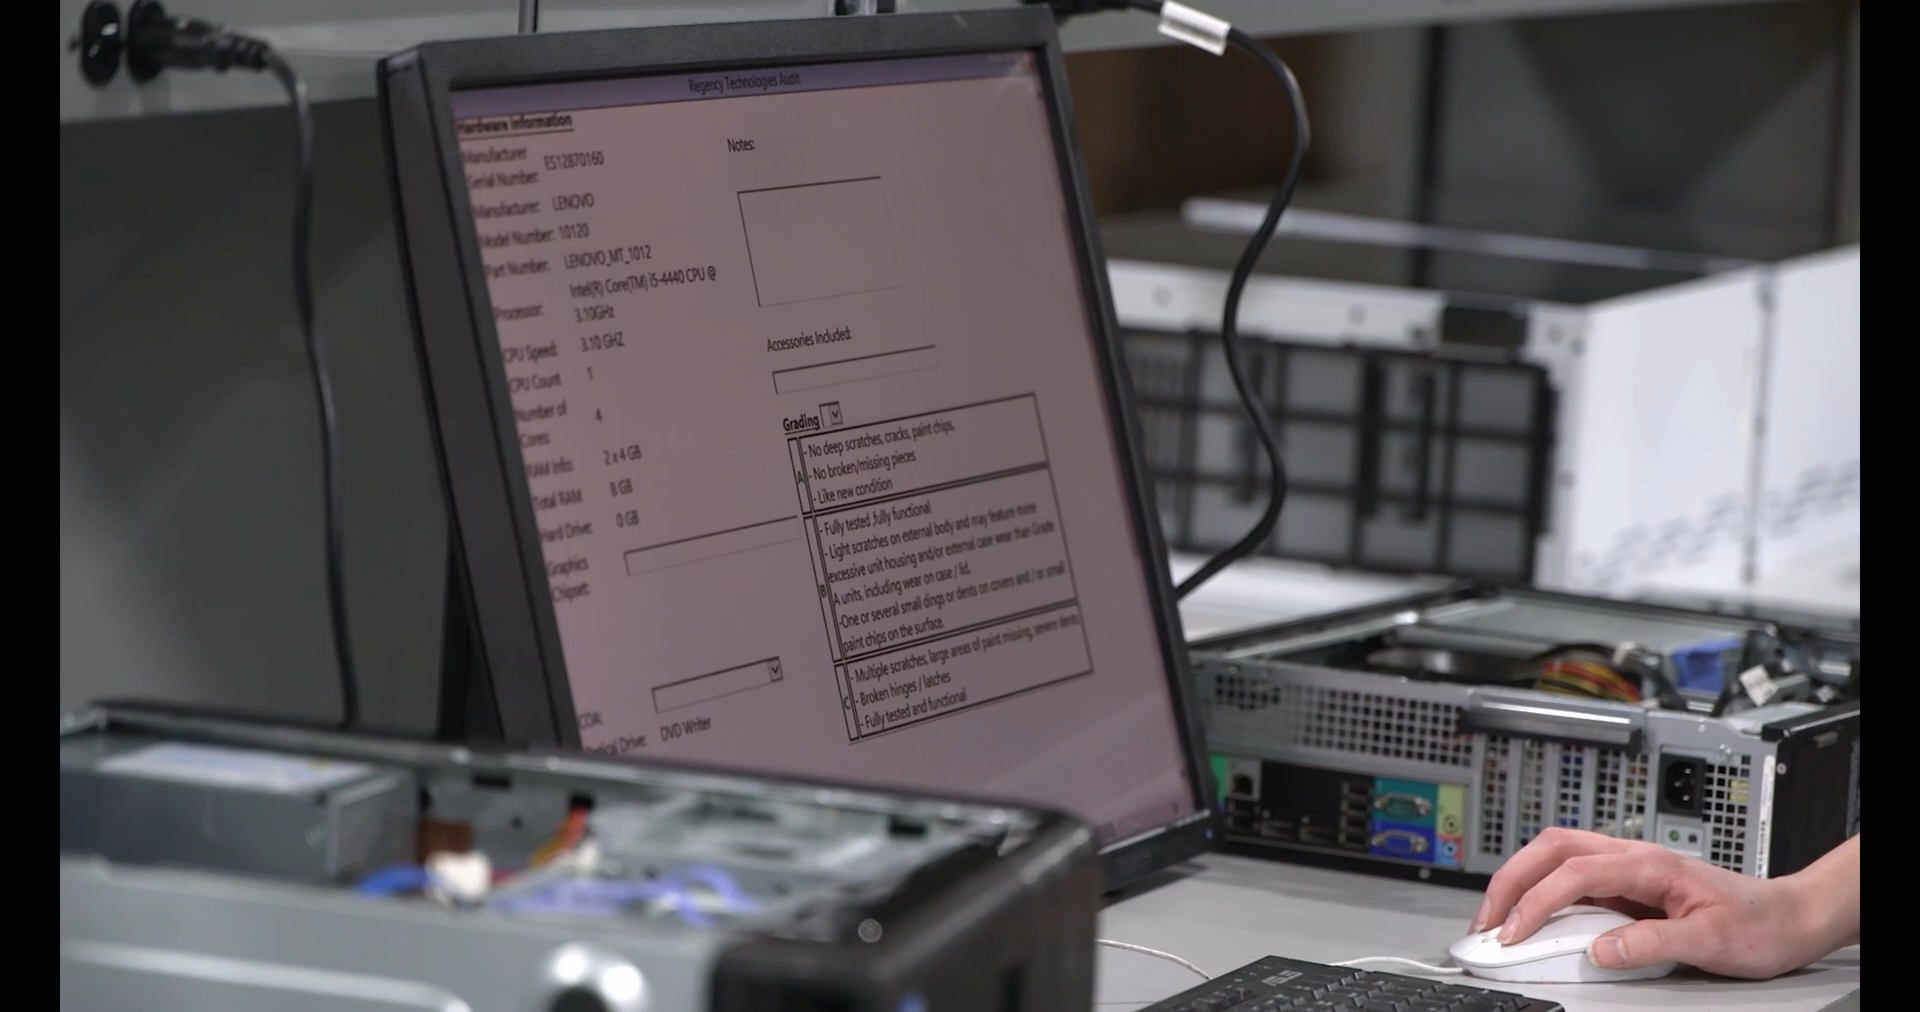 Regency Technologies Audit
Hardware Information
Manufacturer
Serial Number: ES12870160
Manufacturer: LENOVO
Model Number: 10120
Part Number: LENOVO_MT_1012
Processor: Intel(R) Core(TM) i5-4440 CPU @
3.10GHz
CPU Speed: 3.10 GHZ
CPU Count 1
Number of
Cores: 4
RAM Info: 2 x 4 GB
Total RAM 8 GB
Hard Drive: 0 GB
Graphics
Chipset:
COA:
Optical Drive: DVD Writer
Notes:
Accessories Included:
Grading
A
- No deep scratches, cracks, paint chips,
- No broken/missing pieces
- Like new condition
B
- Fully tested ,fully functional
- Light scratches on external body and may feature more
excessive unit housing and/or external case wear than Grade
A units, including wear on case / lid.
-One or several small dings or dents on covers and / or small
paint chips on the surface.
C
- Multiple scratches, large areas of paint missing, severe dents
- Broken hinges / latches
- Fully tested and functional
ASUS